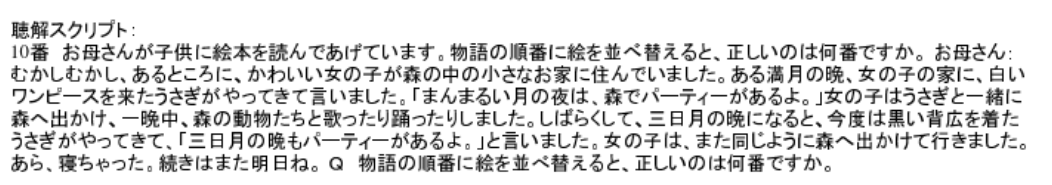 聴解スクリプト：
10番　お母さんが子供に絵本を読んであげています。物語の順番に絵を並べ替えると、正しいのは何番ですか。 お母さん：
むかしむかし、あるところに、かわいい女の子が森の中の小さなお家に住んでいました。ある満月の晩、女の子の家に、白い
ワンピースを来たうさぎがやってきて言いました。「まんまるい月の夜は、森でパーティーがあるよ。」女の子はうさぎと一緒に
森へ出かけ、一晩中、森の動物たちと歌ったり踊ったりしました。しばらくして、三日月の晩になると、今度は黒い背広を着た
うさぎがやってきて、「三日月の晩もパーティーがあるよ。」と言いました。女の子は、また同じように森へ出かけて行きました。
あら、寝ちゃった。続きはまた明日ね。 Q　物語の順番に絵を並べ替えると、正しいのは何番ですか。